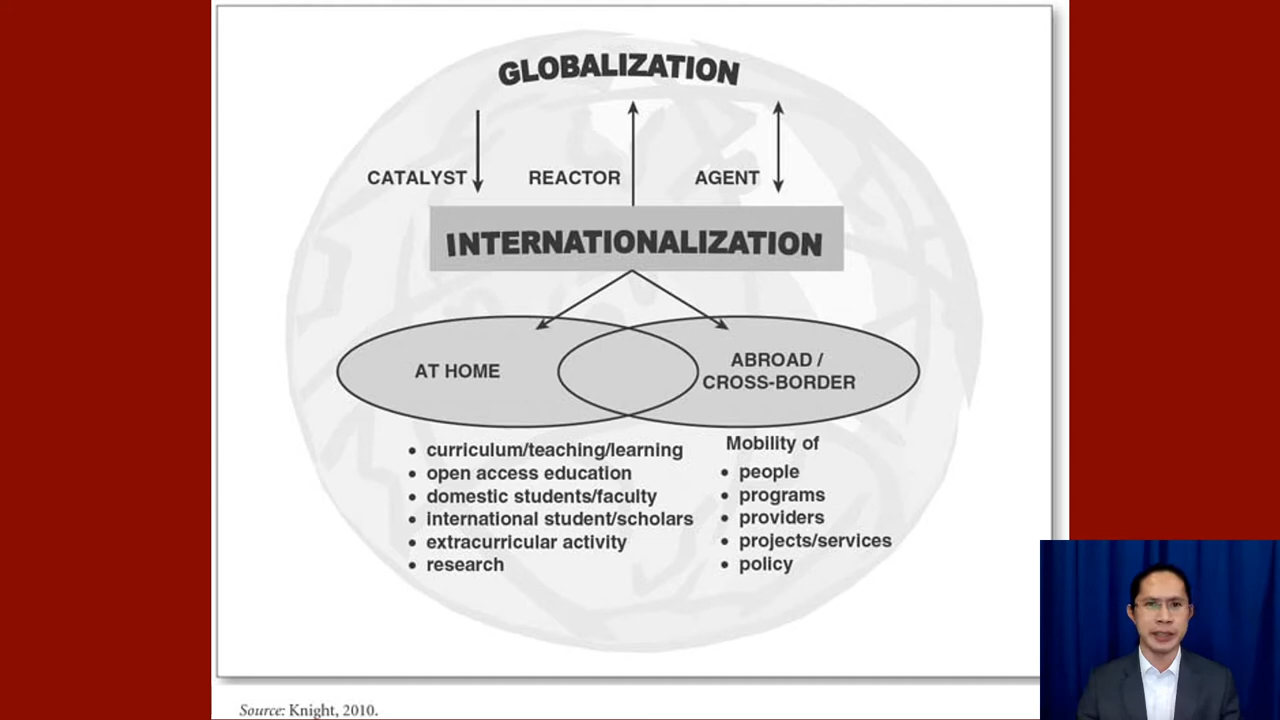 GLOBALIZATION
CATALYST
REACTOR
AGENT
INTERNATIONALIZATION
AT HOME
ABROAD /
CROSS-BORDER
• curriculum/teaching/learning
• open access education
• domestic students/faculty
• international student/scholars
• extracurricular activity
• research
Mobility of
• people
• programs
• providers
• projects/services
• policy
Source: Knight, 2010.